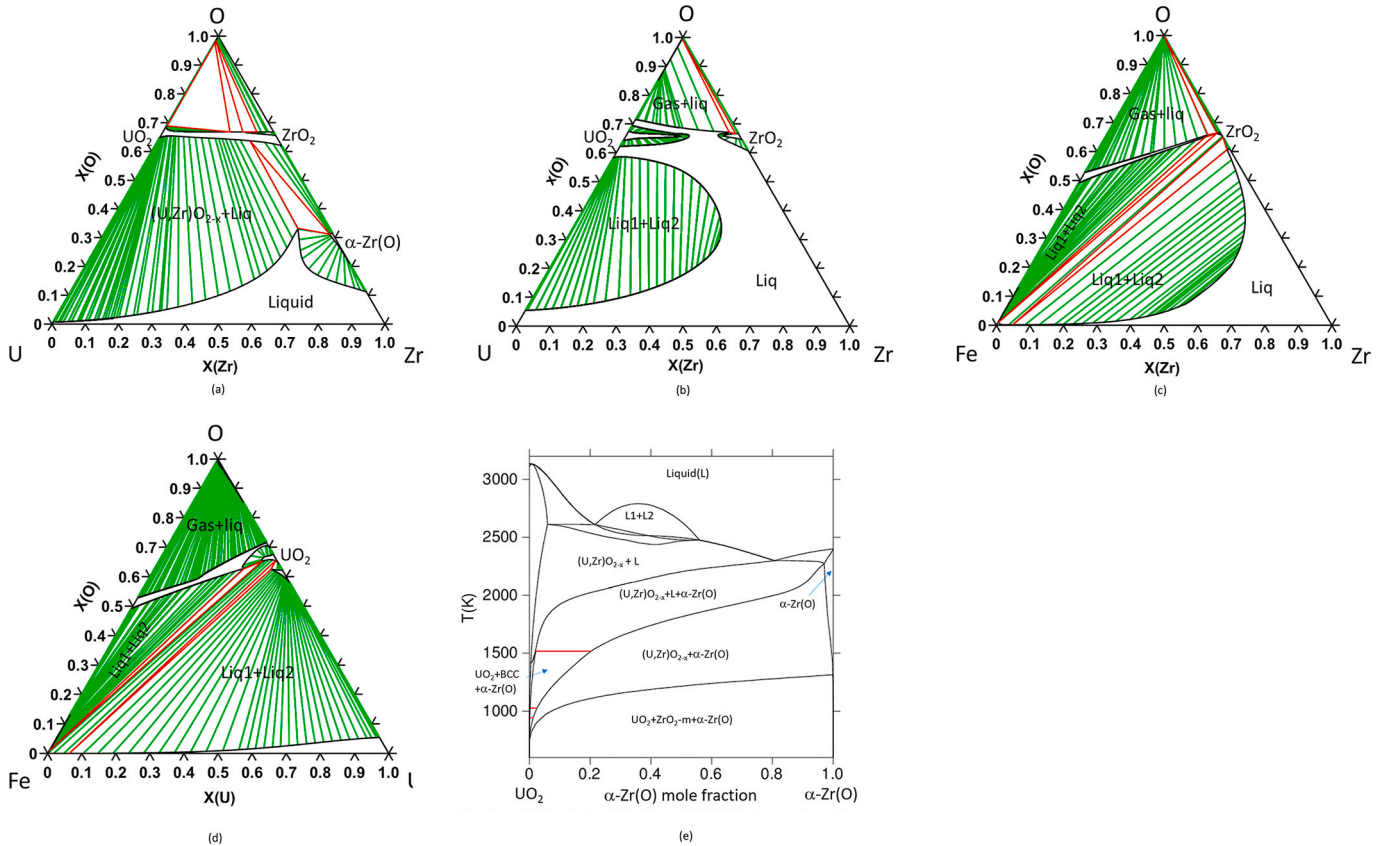 O
1.0
0.9
0.8
0.7
UO2
ZrO2
0.6
X(O)
0.5
0.4
(U,Zr)O2-x+Liq
0.3
α-Zr(O)
0.2
0.1
Liquid
0
U
0 0.1 0.2 0.3 0.4 0.5 0.6 0.7 0.8 0.9 1.0
Zr
X(Zr)
(a)
O
1.0
0.9
0.8
Gas+liq
0.7
UO2
ZrO2
0.6
X(O)
0.5
0.4
Liq1+Liq2
0.3
0.2
Liq
0.1
0
U
0 0.1 0.2 0.3 0.4 0.5 0.6 0.7 0.8 0.9 1.0
Zr
X(Zr)
(b)
O
1.0
0.9
0.8
Gas+liq
0.7
ZrO2
0.6
X(O)
0.5
0.4
Liq1+Liq2
0.3
0.2
Liq1+Liq2
Liq
0.1
0
Fe
0 0.1 0.2 0.3 0.4 0.5 0.6 0.7 0.8 0.9 1.0
Zr
X(Zr)
(c)
O
1.0
0.9
0.8
Gas+liq
0.7
UO2
0.6
X(O)
0.5
0.4
Liq1+Liq2
0.3
Liq1+Liq2
0.2
0.1
0
Fe
0 0.1 0.2 0.3 0.4 0.5 0.6 0.7 0.8 0.9 1.0
X(U)
(d)
3000
Liquid(L)
L1+L2
2500
(U,Zr)O2-x + L
T(K)
2000
(U,Zr)O2-x+L+α-Zr(O)
α-Zr(O)
1500
(U,Zr)O2-x+α-Zr(O)
UO2+BCC
+α-Zr(O)
1000
UO2+ZrO2-m+α-Zr(O)
0 0.2 0.4 0.6 0.8 1.0
UO2
α-Zr(O) mole fraction
α-Zr(O)
(e)